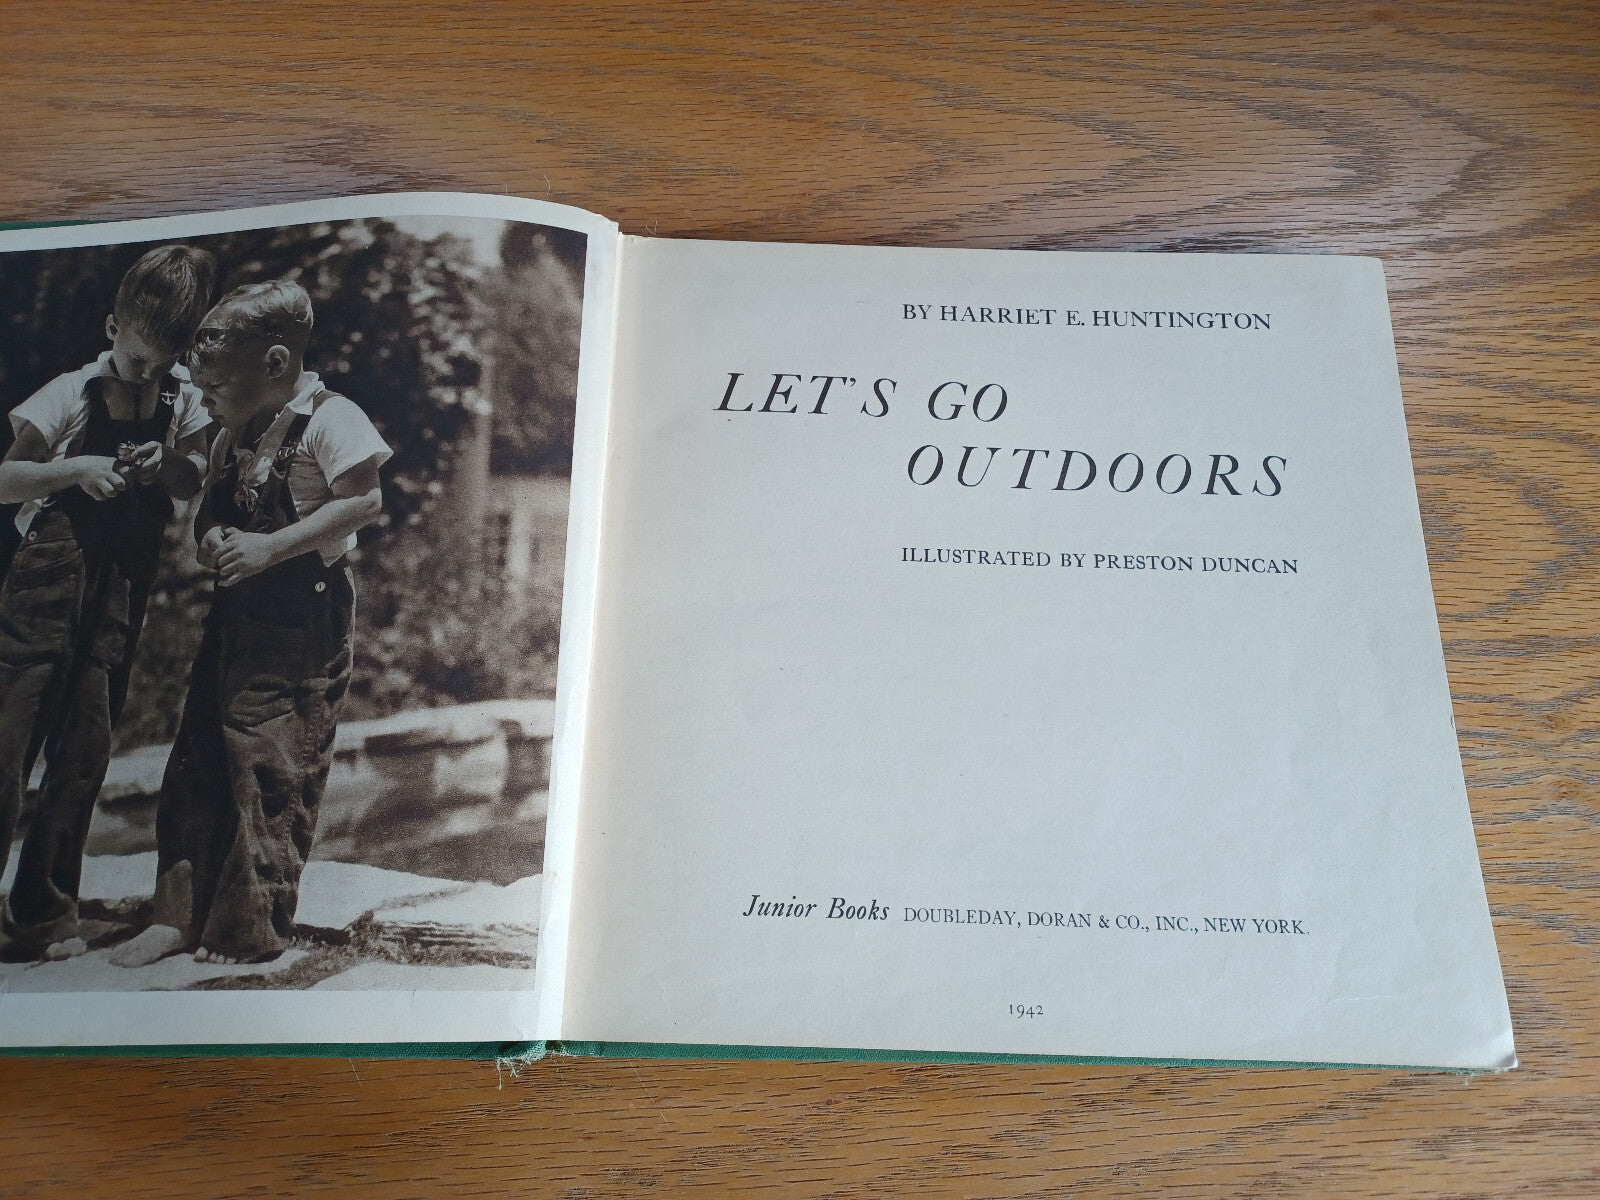 BY HARRIET E. HUNTINGTON
LET'S GO
OUTDOORS
ILLUSTRATED BY PRESTON DUNCAN
Junior Books DOUBLEDAY, DORAN & CO., INC., NEW YORK.
1942